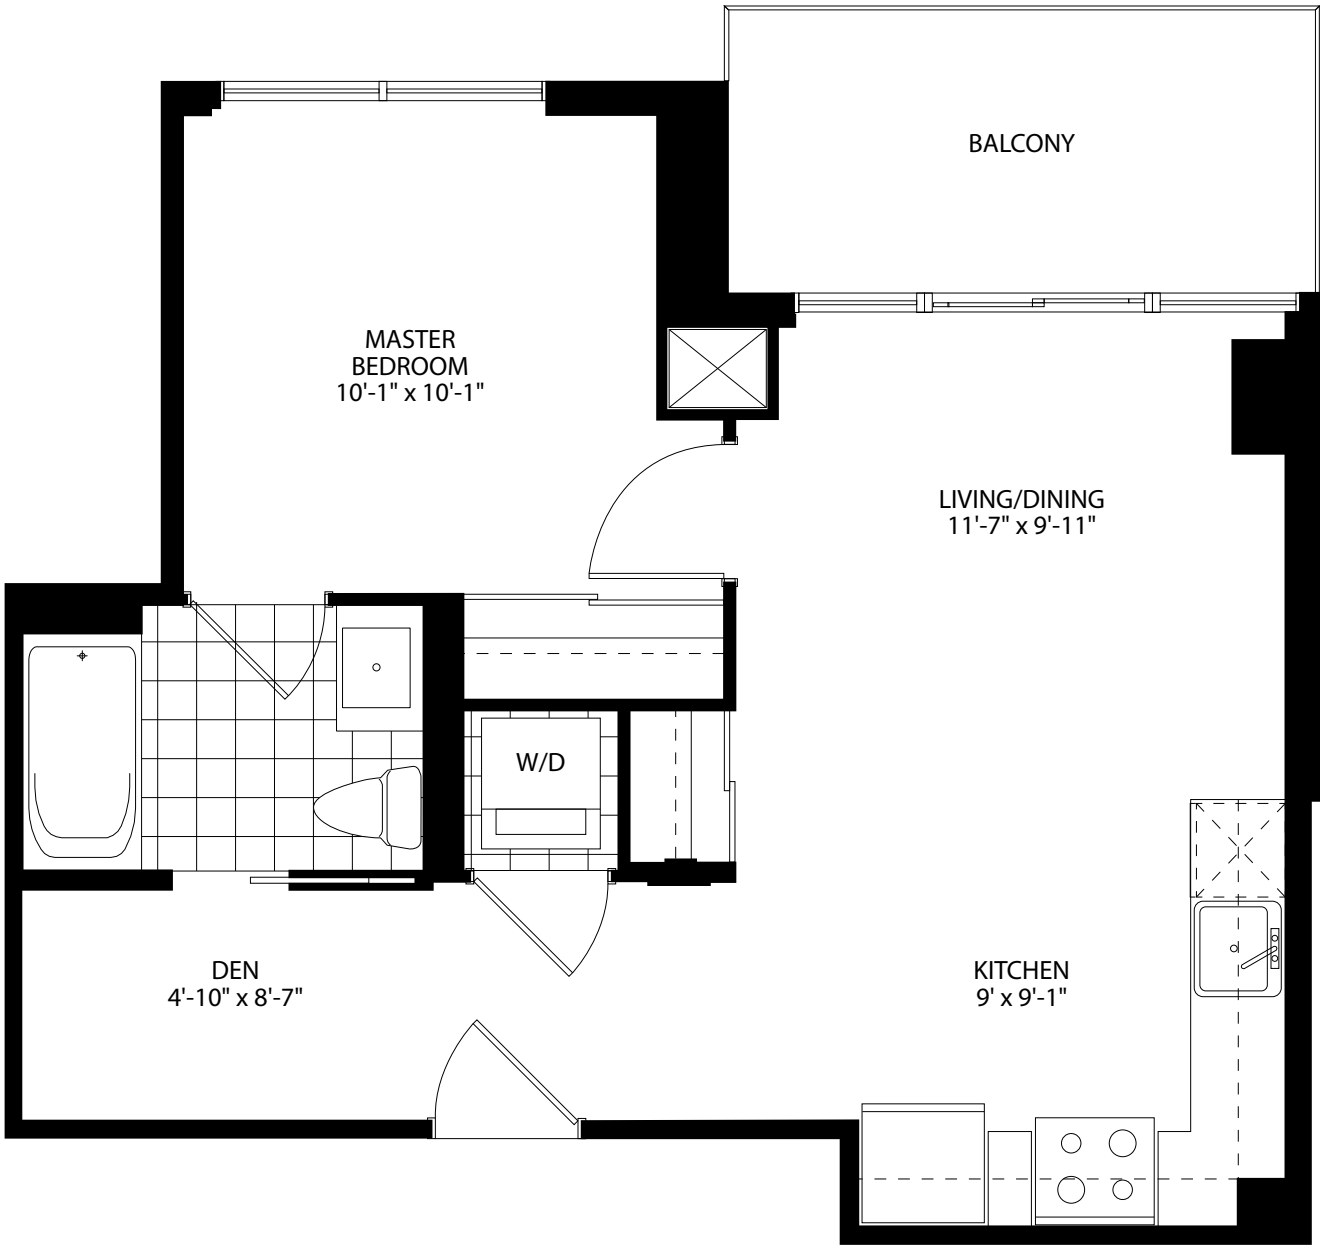 BALCONY
MASTER
BEDROOM
10'-1" x 10'-1"
LIVING/DINING
11'-7" x 9'-11"
W/D
DEN
4'-10" x 8'-7"
KITCHEN
9' x 9'-1"